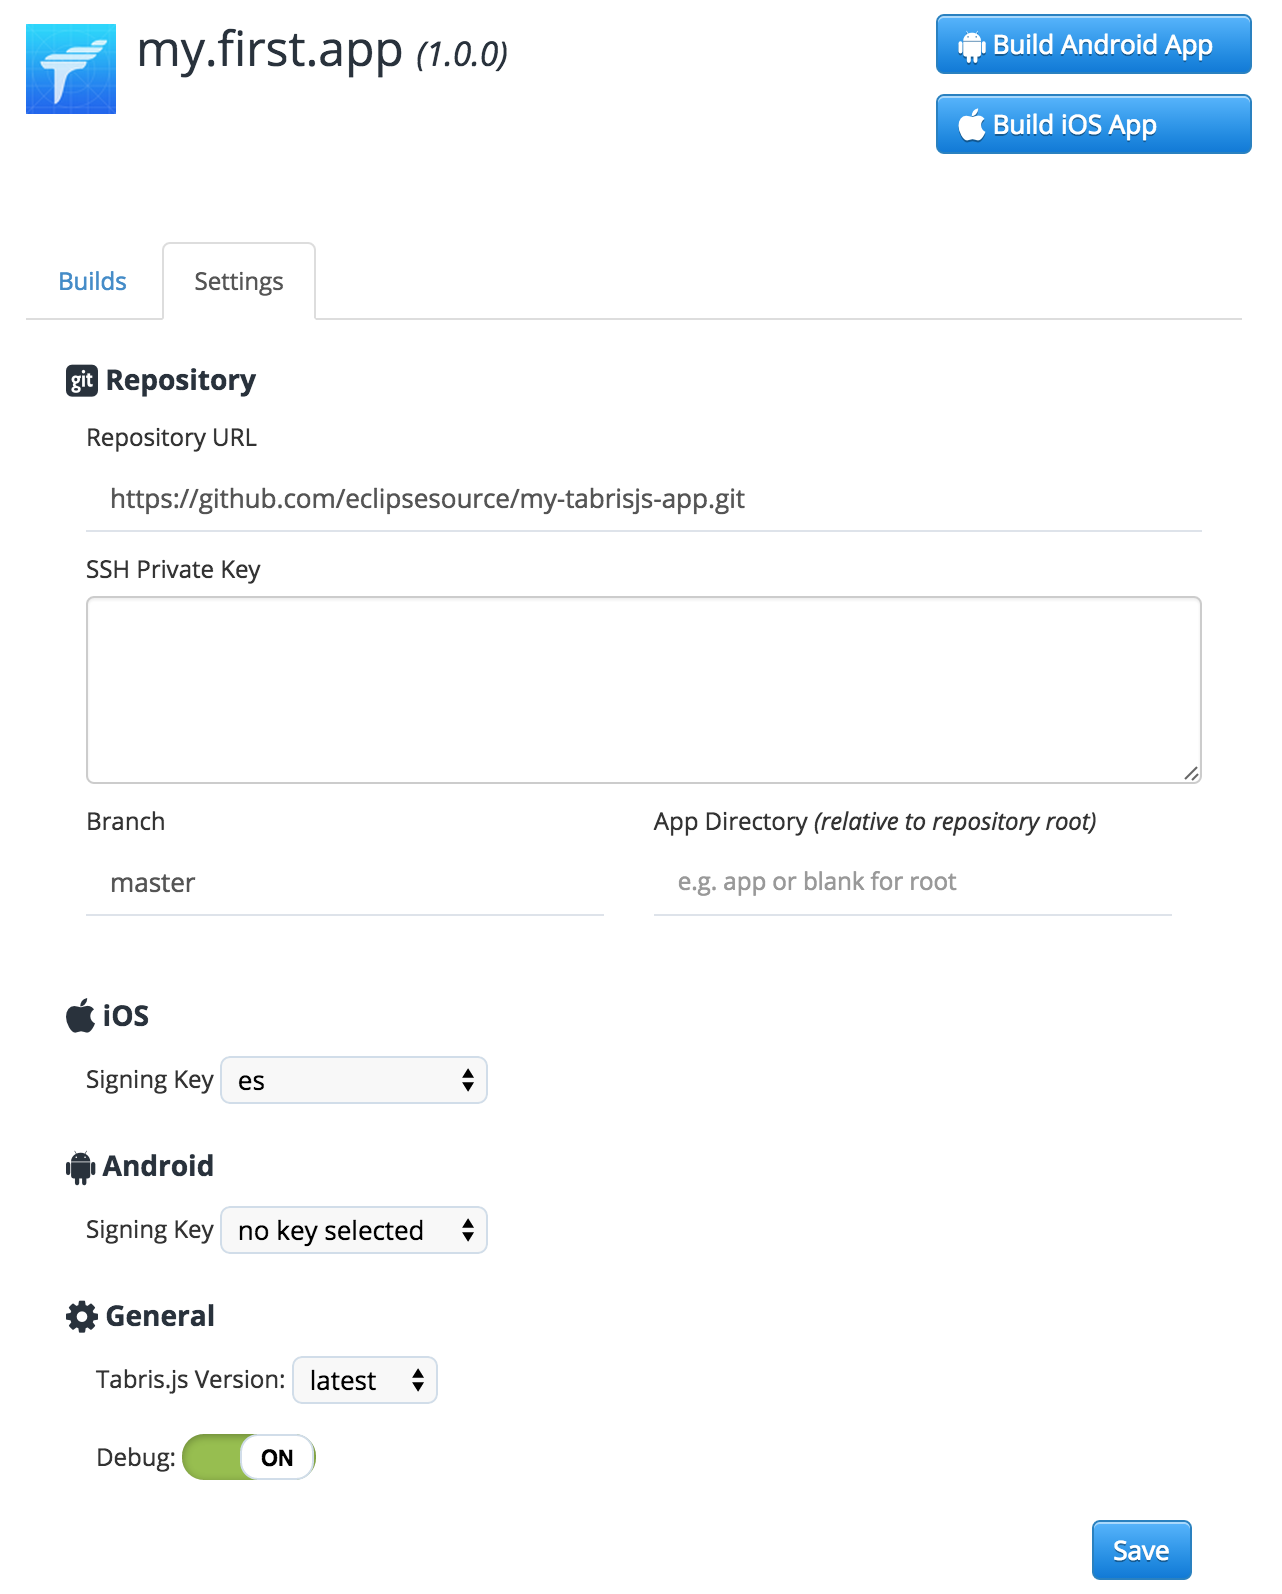 my.first.app (1.0.0)
Build Android App
Build iOS App
Builds
Settings
git Repository
Repository URL
https://github.com/eclipsesource/my-tabrisjs-app.git
SSH Private Key
Branch
App Directory (relative to repository root)
master
e.g. app or blank for root
iOS
Signing Key es
Android
Signing Key no key selected
General
Tabris.js Version: latest
Debug: ON
Save